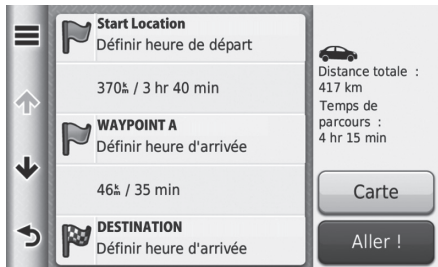 Start Location
Définir heure de départ
370km / 3 hr 40 min
WAYPOINT A
Définir heure d'arrivée
46km / 35 min
DESTINATION
Définir heure d'arrivée
Distance totale :
417 km
Temps de
parcours :
4 hr 15 min
Carte
Aller !